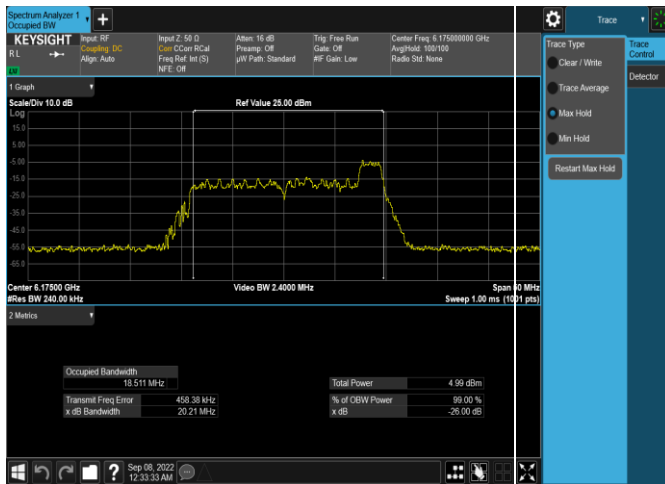 Spectrum Analyzer 1
Occupied BW
+
Trace
KEYSIGHT
R L
LU
Input: RF
Coupling: DC
Align: Auto
Input Z: 50 Ω
Corr CCorr RCal
Freq Ref: Int (S)
NFE: Off
Atten: 16 dB
Preamp: Off
µW Path: Standard
Trig: Free Run
Gate: Off
#IF Gain: Low
Center Freq: 6.175000000 GHz
Avg|Hold: 100/100
Radio Std: None
Trace Type
Clear / Write
Trace Average
Max Hold
Min Hold
Restart Max Hold
Trace
Control
Detector
1 Graph
Scale/Div 10.0 dB
Ref Value 25.00 dBm
Log
15.0
5.00
-5.00
-15.0
-25.0
-35.0
-45.0
-55.0
-65.0
Center 6.17500 GHz
Video BW 2.4000 MHz
Span 60 MHz
#Res BW 240.00 kHz
Sweep 1.00 ms (1001 pts)
2 Metrics
Occupied Bandwidth
18.511 MHz
Total Power
4.99 dBm
Transmit Freq Error
458.38 kHz
% of OBW Power
99.00 %
x dB Bandwidth
20.21 MHz
x dB
-26.00 dB
?
Sep 08, 2022
12:33:33 AM